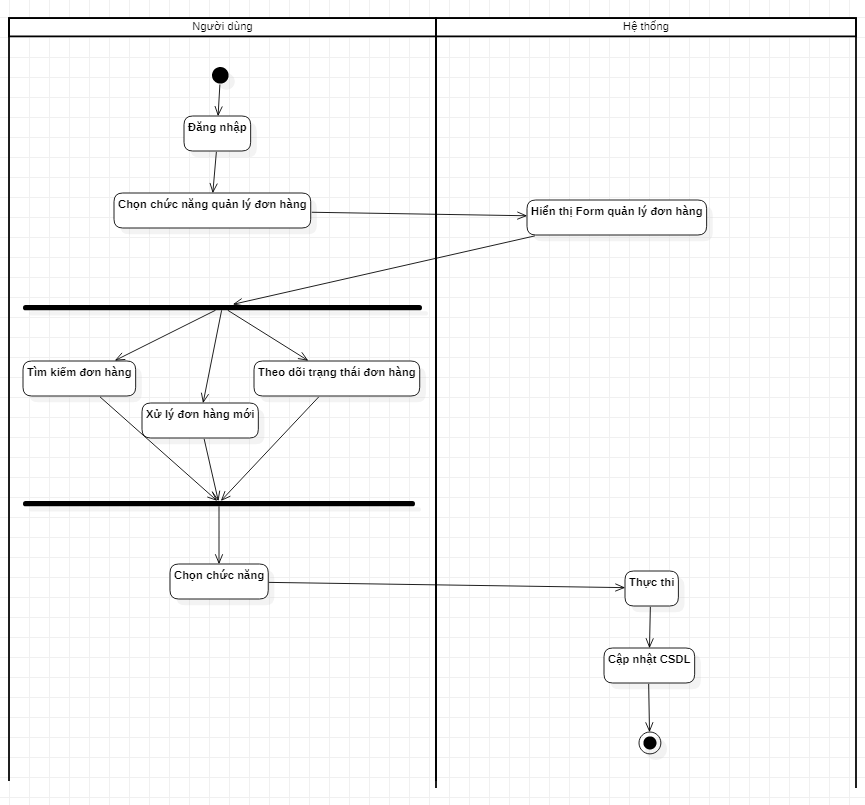 Người dùng
Hệ thống
Đăng nhập
Chọn chức năng quản lý đơn hàng
Hiển thị Form quản lý đơn hàng
Tìm kiếm đơn hàng
Theo dõi trạng thái đơn hàng
Xử lý đơn hàng mới
Chọn chức năng
Thực thi
Cập nhật CSDL